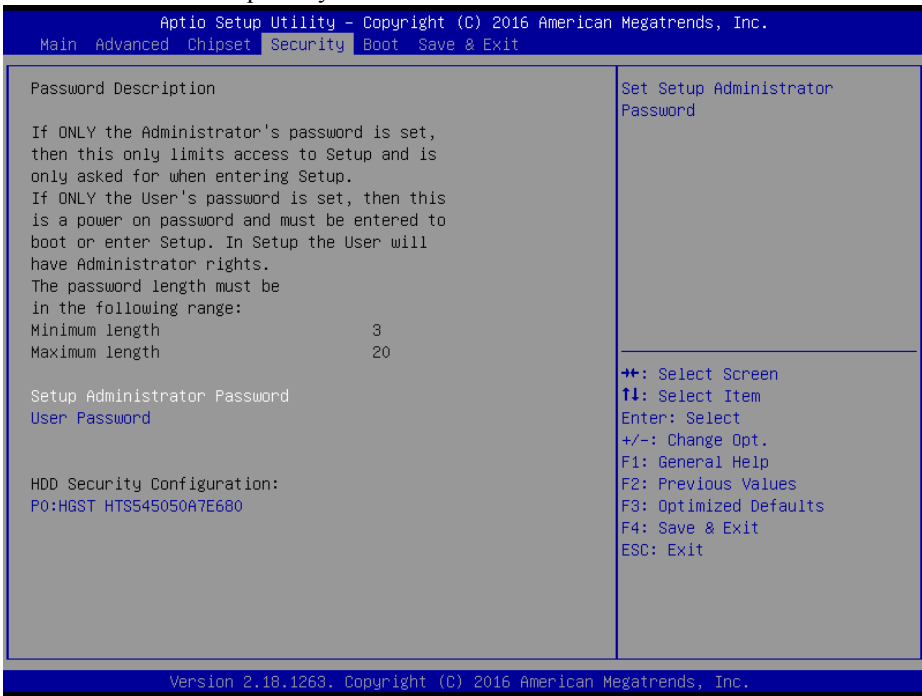 Aptio Setup Utility – Copyright (C) 2016 American Megatrends, Inc.
Main Advanced Chipset Security Boot Save & Exit
Password Description
If ONLY the Administrator's password is set,
then this only limits access to Setup and is
only asked for when entering Setup.
If ONLY the User's password is set, then this
is a power on password and must be entered to
boot or enter Setup. In Setup the User will
have Administrator rights.
The password length must be
in the following range:
Minimum length 3
Maximum length 20
Setup Administrator Password
User Password
HDD Security Configuration:
P0:HGST HTS545050A7E680
Set Setup Administrator
Password
→←: Select Screen
↑↓: Select Item
Enter: Select
+/-: Change Opt.
F1: General Help
F2: Previous Values
F3: Optimized Defaults
F4: Save & Exit
ESC: Exit
Version 2.18.1263. Copyright (C) 2016 American Megatrends, Inc.